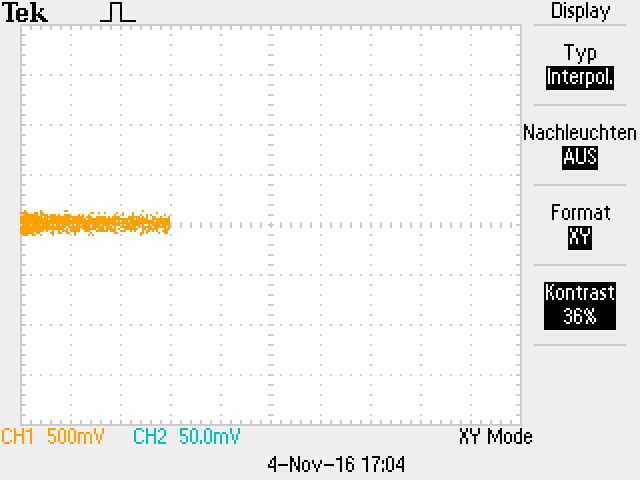 Tek
Display
Typ
Interpol.
Nachleuchten
AUS
Format
XY
Kontrast
36%
CH1 500mV CH2 50.0mV XY Mode
4-Nov-16 17:04